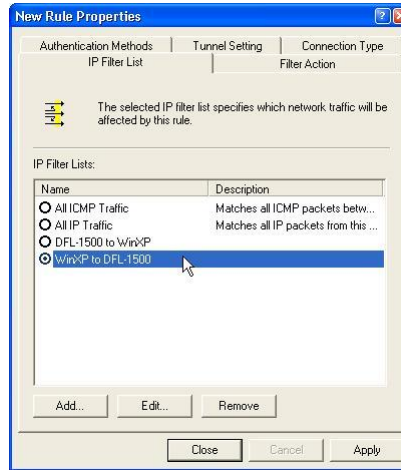 New Rule Properties
Authentication Methods Tunnel Setting Connection Type
IP Filter List Filter Action
The selected IP filter list specifies which network traffic will be
affected by this rule.
IP Filter Lists:
Name Description
All ICMP Traffic Matches all ICMP packets betw...
All IP Traffic Matches all IP packets from this ...
DFL-1500 to WinXP
WinXP to DFL-1500
Add... Edit... Remove
Close Cancel Apply